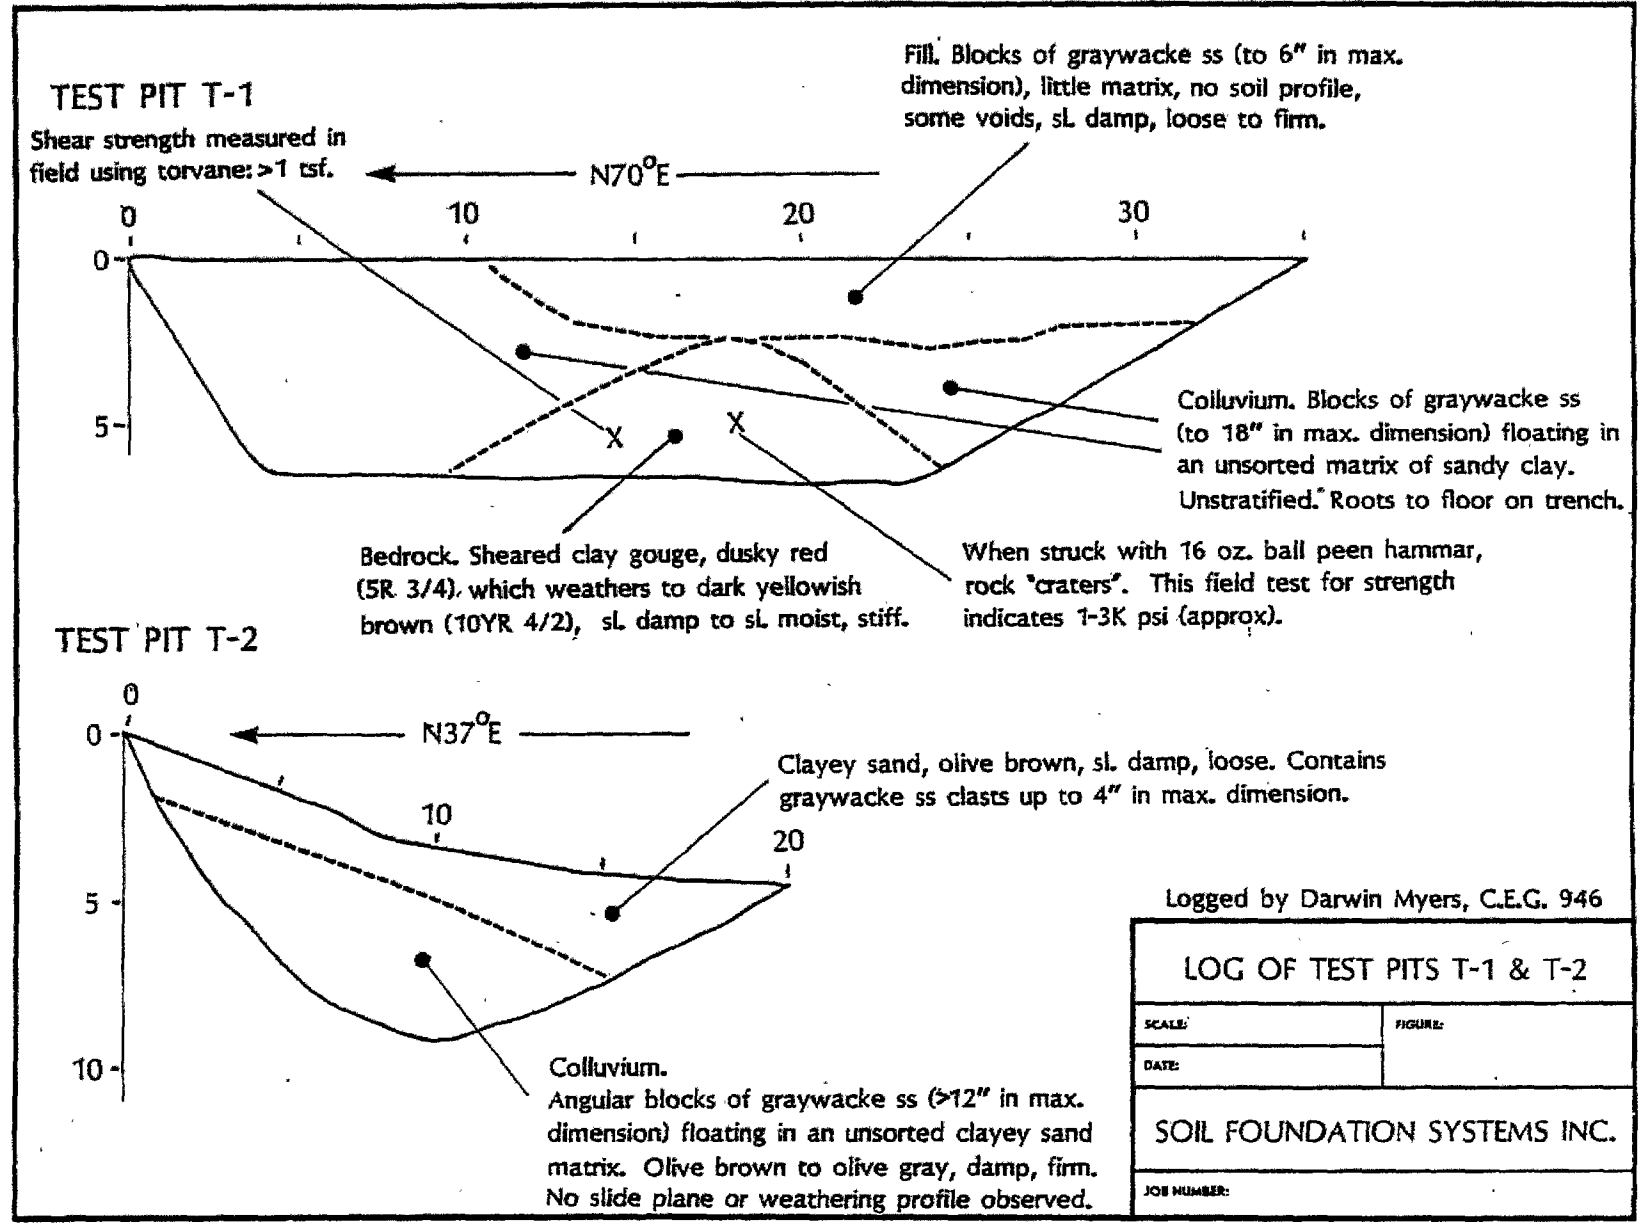 TEST PIT T-1
Shear strength measured in
field using torvane: >1 tsf.
N70°E
Fill. Blocks of graywacke ss (to 6" in max.
dimension), little matrix, no soil profile,
some voids, sl. damp, loose to firm.
0 10 20 30
0
5
Colluvium. Blocks of graywacke ss
(to 18" in max. dimension) floating in
an unsorted matrix of sandy clay.
Unstratified. Roots to floor on trench.
X X
Bedrock. Sheared clay gouge, dusky red
(5R 3/4), which weathers to dark yellowish
brown (10YR 4/2), sl. damp to sl. moist, stiff.
When struck with 16 oz. ball peen hammar,
rock "craters". This field test for strength
indicates 1-3K psi (approx).
TEST PIT T-2
0
N37°E
0
5
10
10
20
Clayey sand, olive brown, sl. damp, loose. Contains
graywacke ss clasts up to 4" in max. dimension.
Colluvium.
Angular blocks of graywacke ss (>12" in max.
dimension) floating in an unsorted clayey sand
matrix. Olive brown to olive gray, damp, firm.
No slide plane or weathering profile observed.
Logged by Darwin Myers, C.E.G. 946
LOG OF TEST PITS T-1 & T-2
SCALE:
FIGURE:
DATE:
SOIL FOUNDATION SYSTEMS INC.
JOB NUMBER: